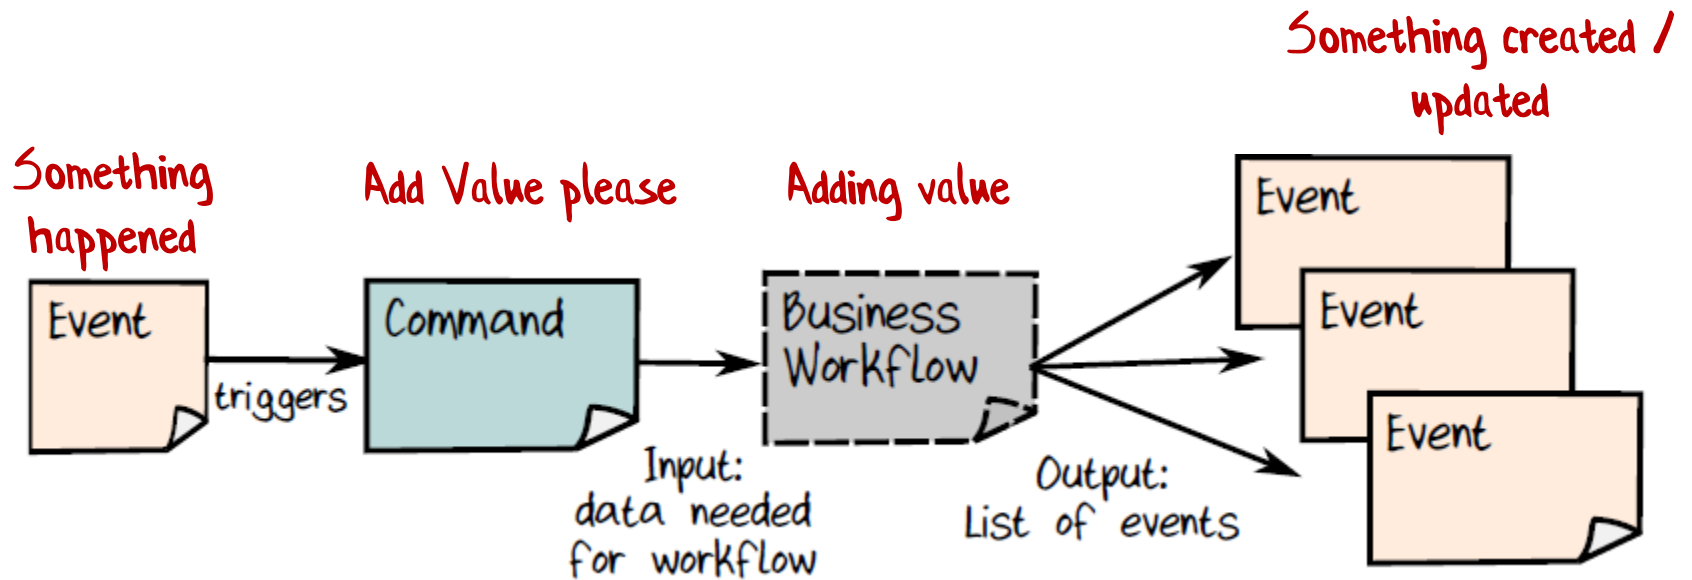 Something created /
updated
Something
happened
Add Value please
Adding value
Event
triggers
Command
Input:
data needed
for workflow
Business
Workflow
Output:
List of events
Event
Event
Event